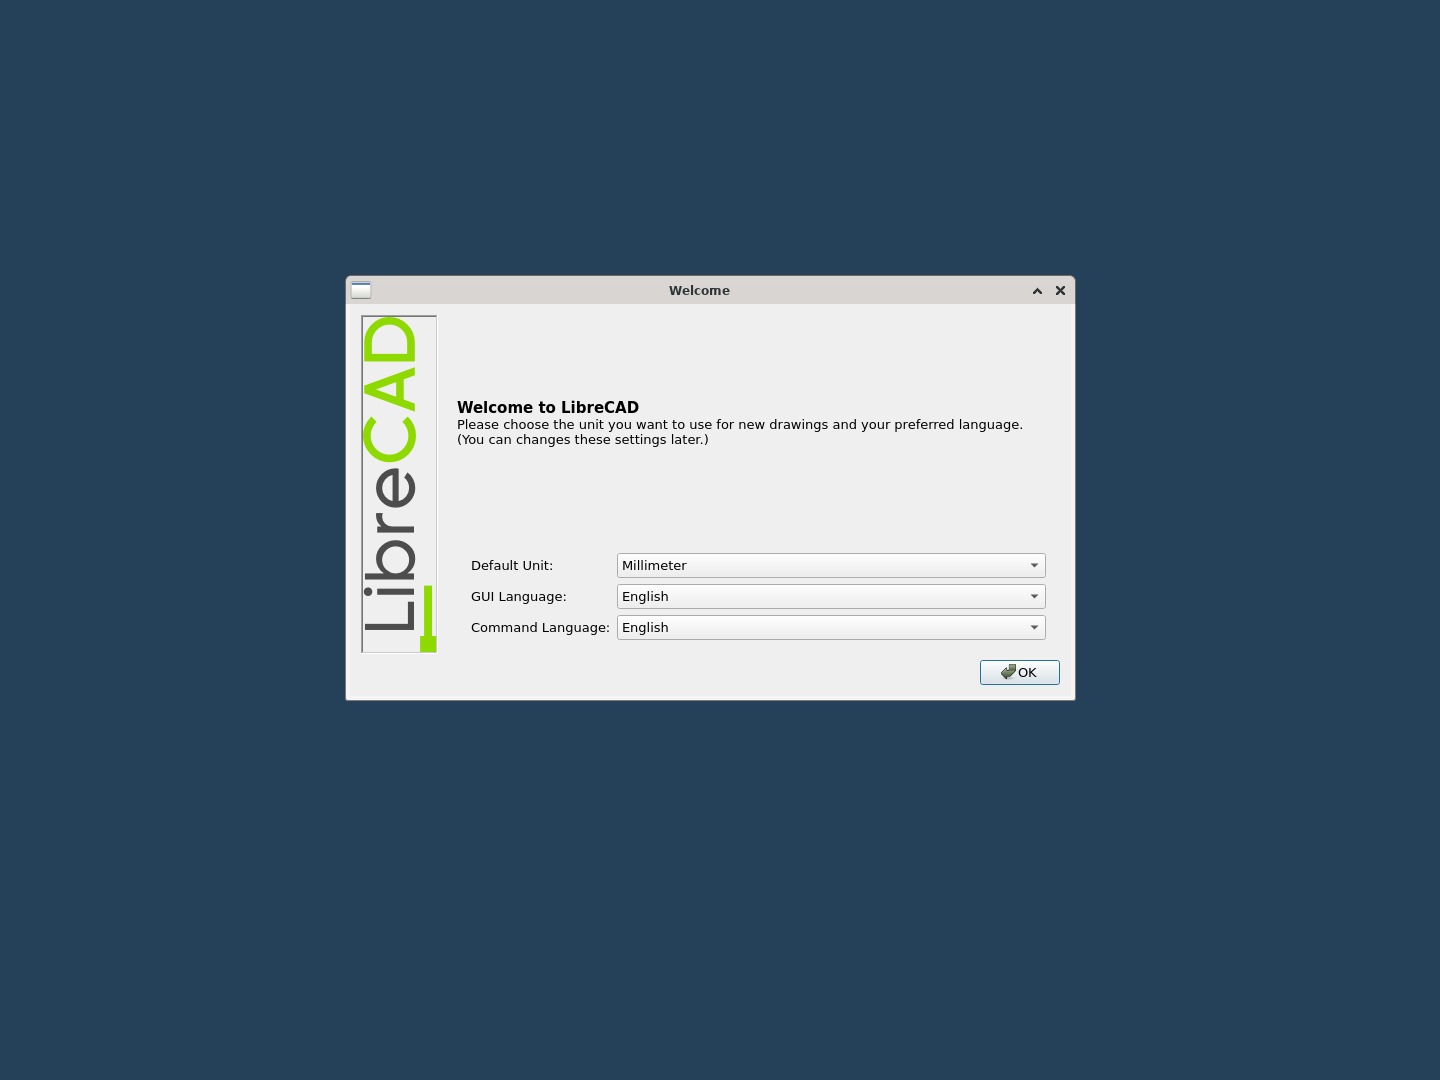 Welcome
LibreCAD
Welcome to LibreCAD
Please choose the unit you want to use for new drawings and your preferred language.
(You can changes these settings later.)
Default Unit: Millimeter
GUI Language: English
Command Language: English
OK